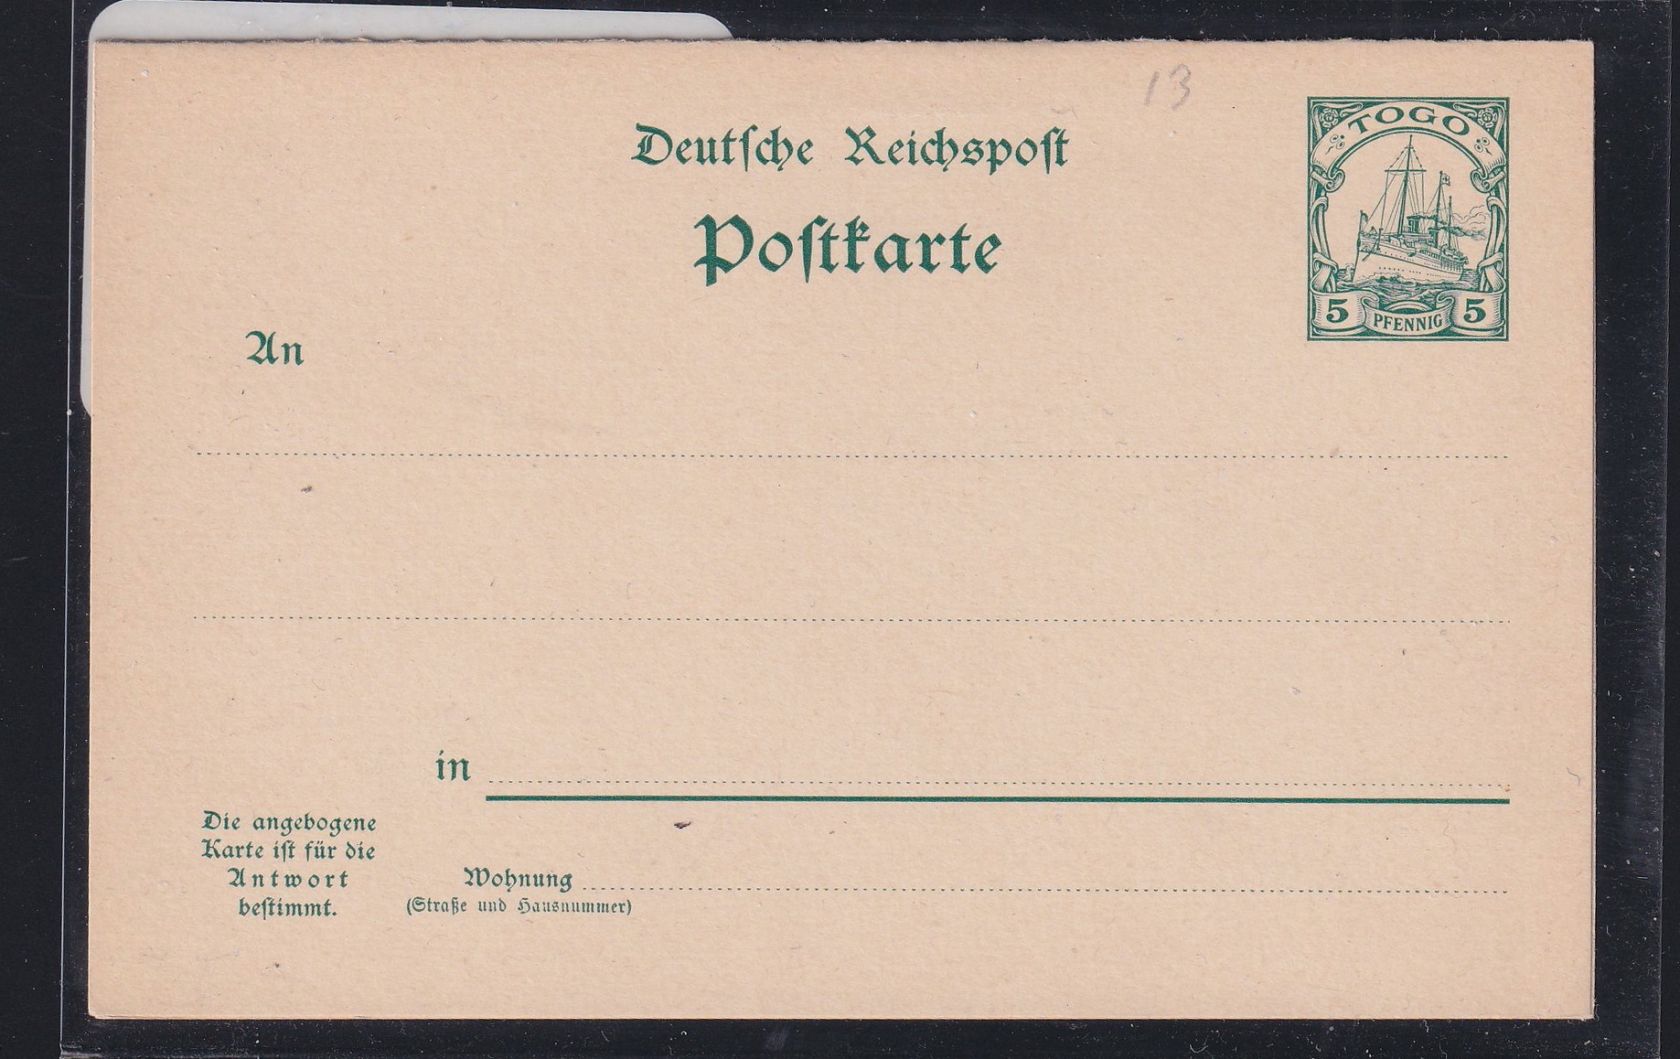 13
Deutsche Reichspost
TOGO
Postkarte
5 PFENNIG 5
An
in
Die angebogene
Karte ist für die
Antwort
bestimmt.
Wohnung
(Straße und Hausnummer)